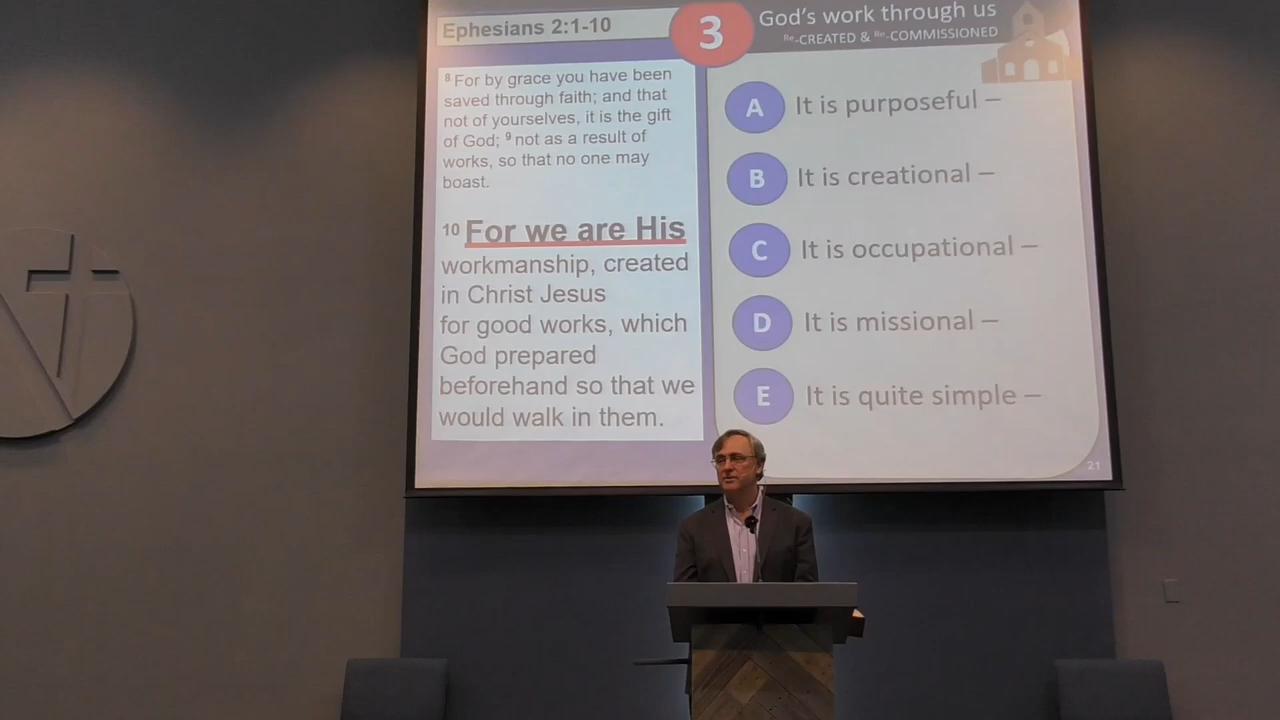 Ephesians 2:1-10
⁸ For by grace you have been
saved through faith; and that
not of yourselves, it is the gift
of God; ⁹ not as a result of
works, so that no one may
boast.
¹⁰ For we are His
workmanship, created
in Christ Jesus
for good works, which
God prepared
beforehand so that we
would walk in them.
3
God's work through us
Re-CREATED & Re-COMMISSIONED
A It is purposeful –
B It is creational –
C It is occupational –
D It is missional –
E It is quite simple –
21